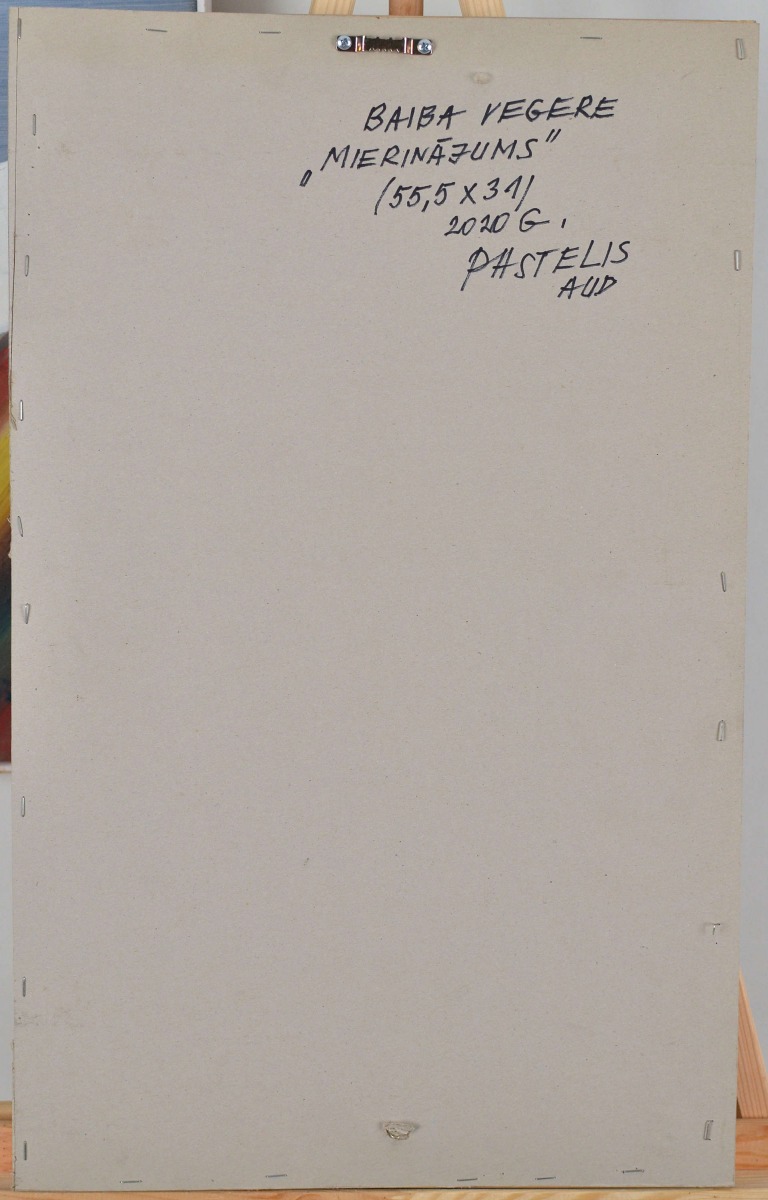 BAIBA VEGERE
„MIERINĀJUMS"
(55,5 X 31)
2020 G.
PASTELIS
AUD